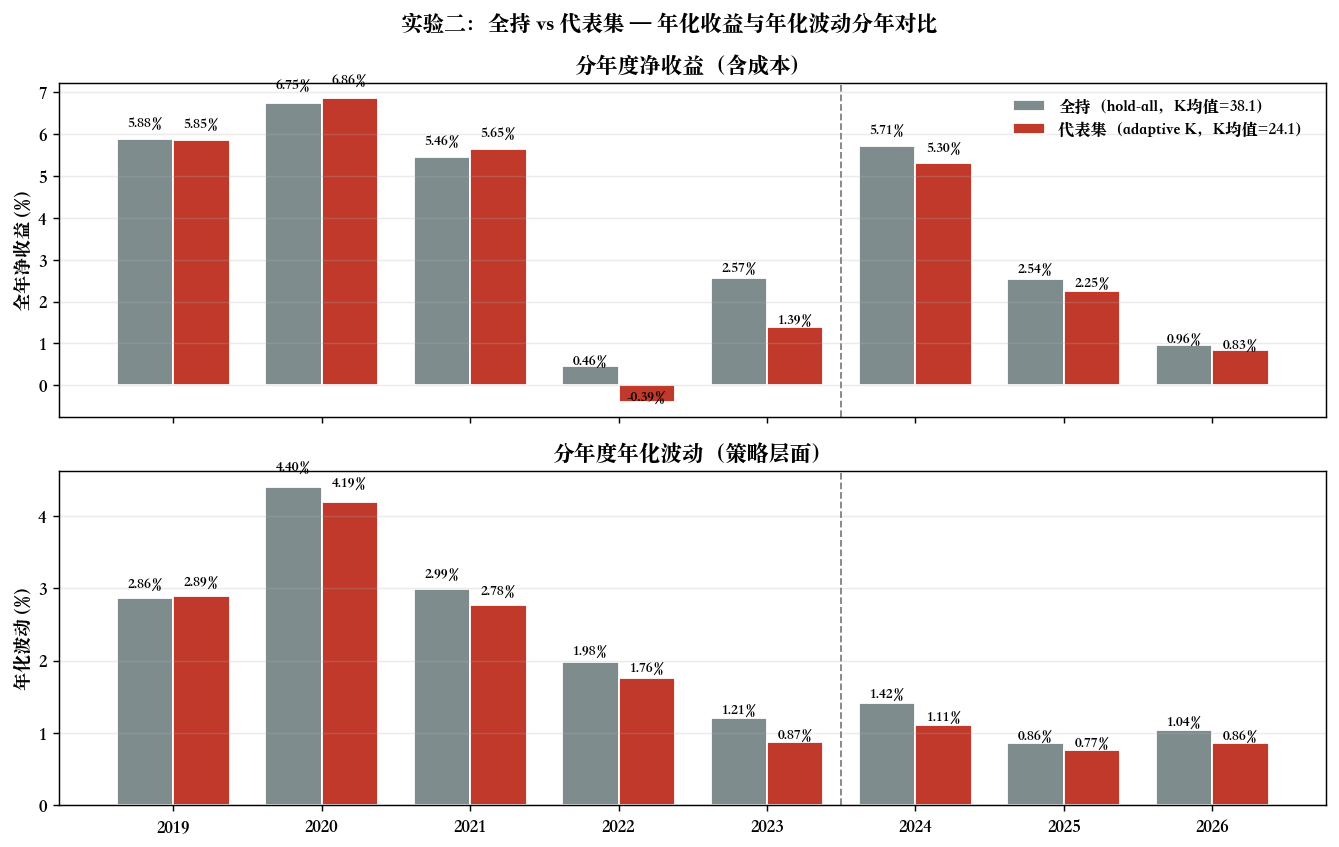 实验二：全持 vs 代表集 — 年化收益与年化波动分年对比
分年度净收益（含成本）
全年净收益 (%)
7
6
5
4
3
2
1
0
全持（hold-all，K均值=38.1）
代表集（adaptive K，K均值=24.1）
5.88% 5.85% 6.75% 6.86% 5.46% 5.65% 0.46% -0.39% 2.57% 1.39% 5.71% 5.30% 2.54% 2.25% 0.96% 0.83%
分年度年化波动（策略层面）
年化波动 (%)
4
3
2
1
0
2.86% 2.89% 4.40% 4.19% 2.99% 2.78% 1.98% 1.76% 1.21% 0.87% 1.42% 1.11% 0.86% 0.77% 1.04% 0.86%
2019 2020 2021 2022 2023 2024 2025 2026